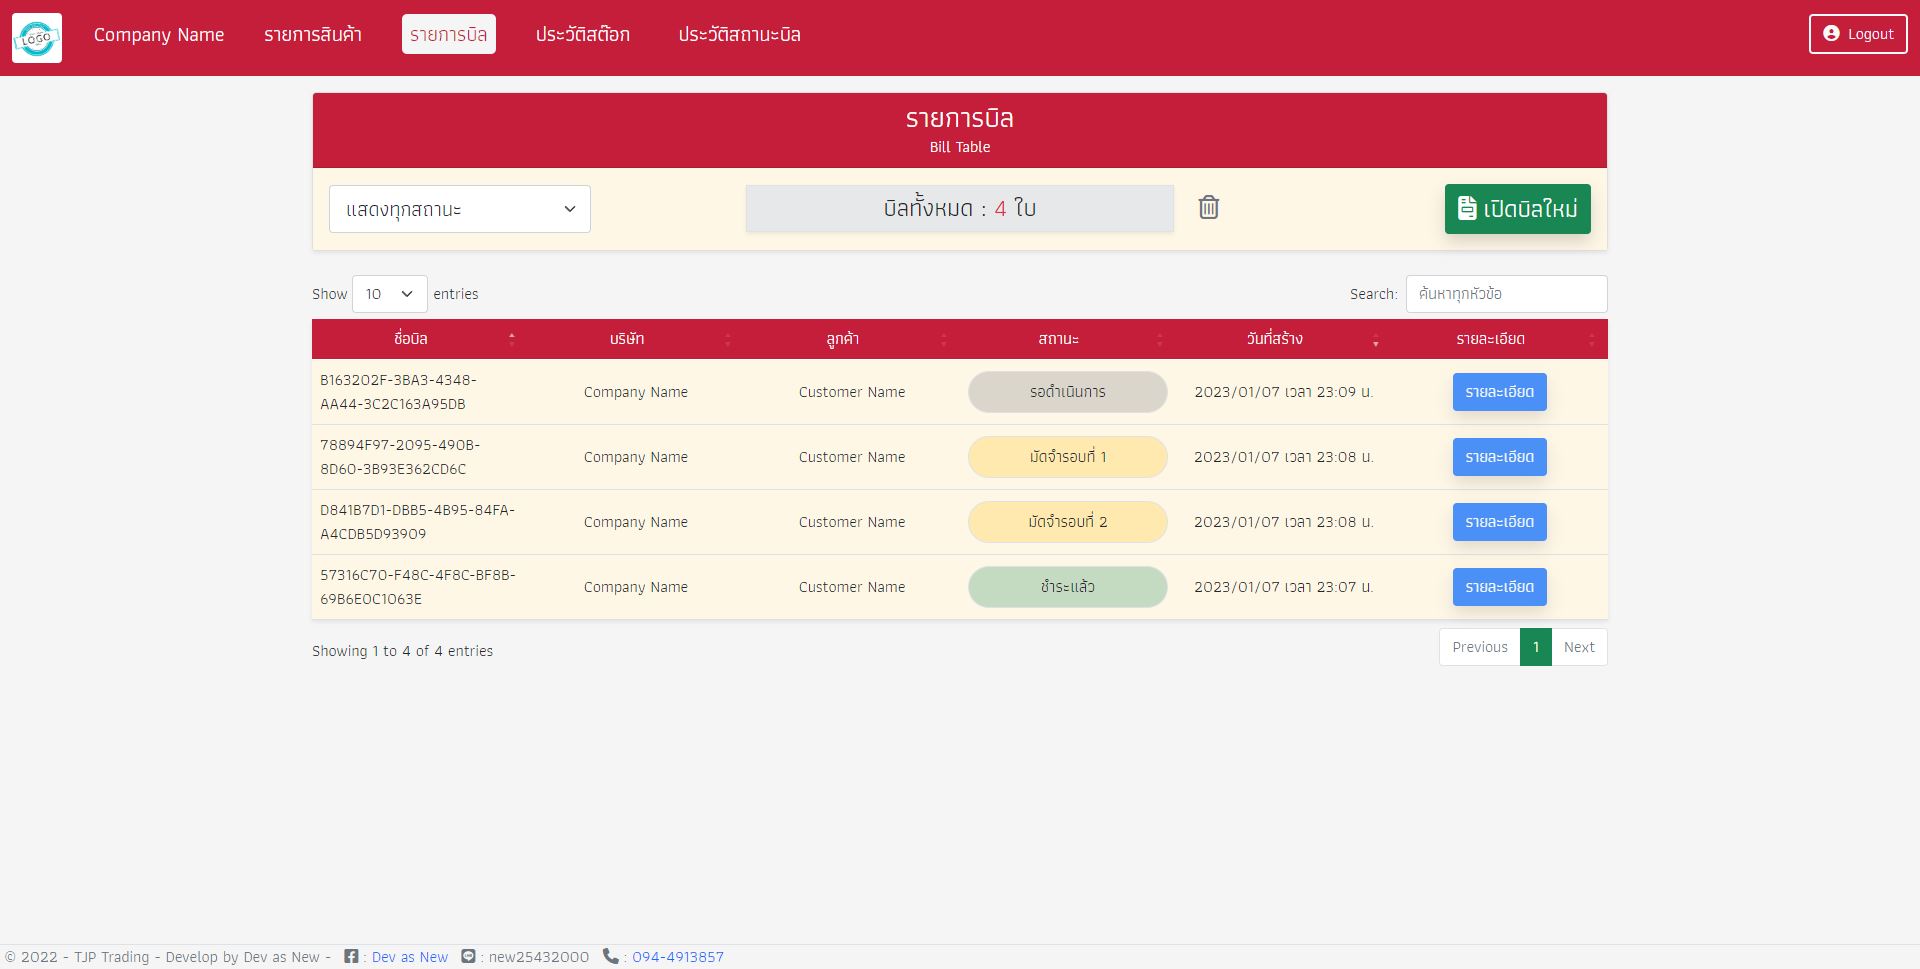 LOGO
Company Name
รายการสินค้า
รายการบิล
ประวัติสต๊อก
ประวัติสถานะบิล
Logout
รายการบิล
Bill Table
แสดงทุกสถานะ
บิลทั้งหมด : 4 ใบ
เปิดบิลใหม่
Show 10 entries
Search: ค้นหาทุกหัวข้อ
ชื่อบิล บริษัท ลูกค้า สถานะ วันที่สร้าง รายละเอียด
B163202F-3BA3-4348-
AA44-3C2C163A95DB
Company Name Customer Name รอดำเนินการ 2023/01/07 เวลา 23:09 น. รายละเอียด
78894F97-2095-490B-
8D60-3B93E362CD6C
Company Name Customer Name มัดจำรอบที่ 1 2023/01/07 เวลา 23:08 น. รายละเอียด
D841B7D1-DBB5-4B95-84FA-
A4CDB5D93909
Company Name Customer Name มัดจำรอบที่ 2 2023/01/07 เวลา 23:08 น. รายละเอียด
57316C70-F48C-4F8C-BF8B-
69B6E0C1063E
Company Name Customer Name ชำระแล้ว 2023/01/07 เวลา 23:07 น. รายละเอียด
Showing 1 to 4 of 4 entries
Previous 1 Next
© 2022 - TJP Trading - Develop by Dev as New - : Dev as New : new25432000 : 094-4913857